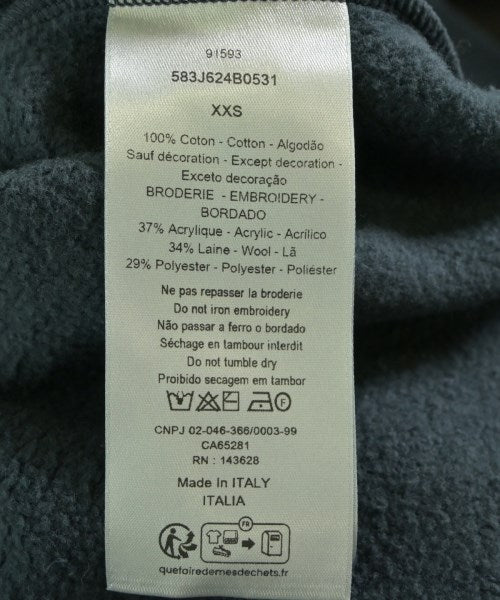 91593
583J624B0531
XXS
100% Coton - Cotton - Algodão
Sauf décoration - Except decoration -
Exceto decoração
BRODERIE - EMBROIDERY -
BORDADO
37% Acrylique - Acrylic - Acrílico
34% Laine - Wool - Lã
29% Polyester - Polyester - Poliéster
Ne pas repasser la broderie
Do not iron embroidery
Não passar a ferro o bordado
Séchage en tambour interdit
Do not tumble dry
Proibido secagem em tambor
F
CNPJ 02-046-366/0003-99
CA65281
RN : 143628
Made In ITALY
ITALIA
FR
quefairedemesdechets.fr